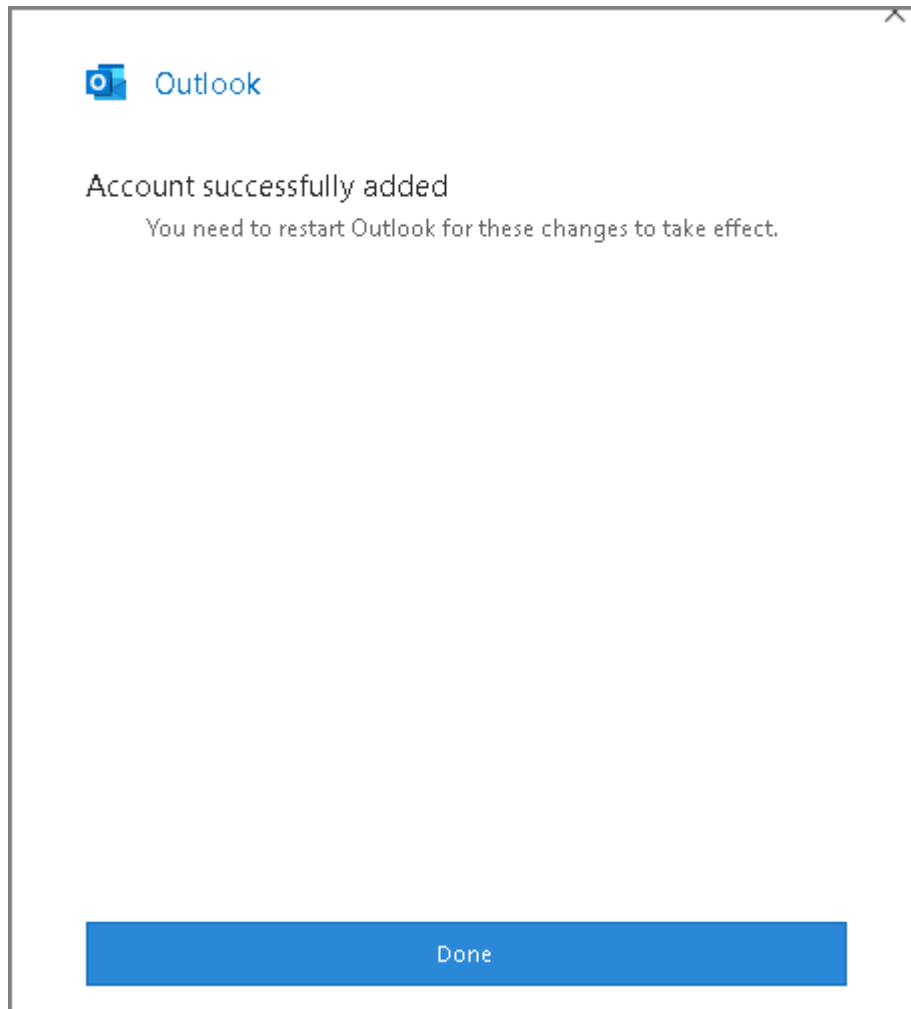 Outlook
Account successfully added
You need to restart Outlook for these changes to take effect.
Done